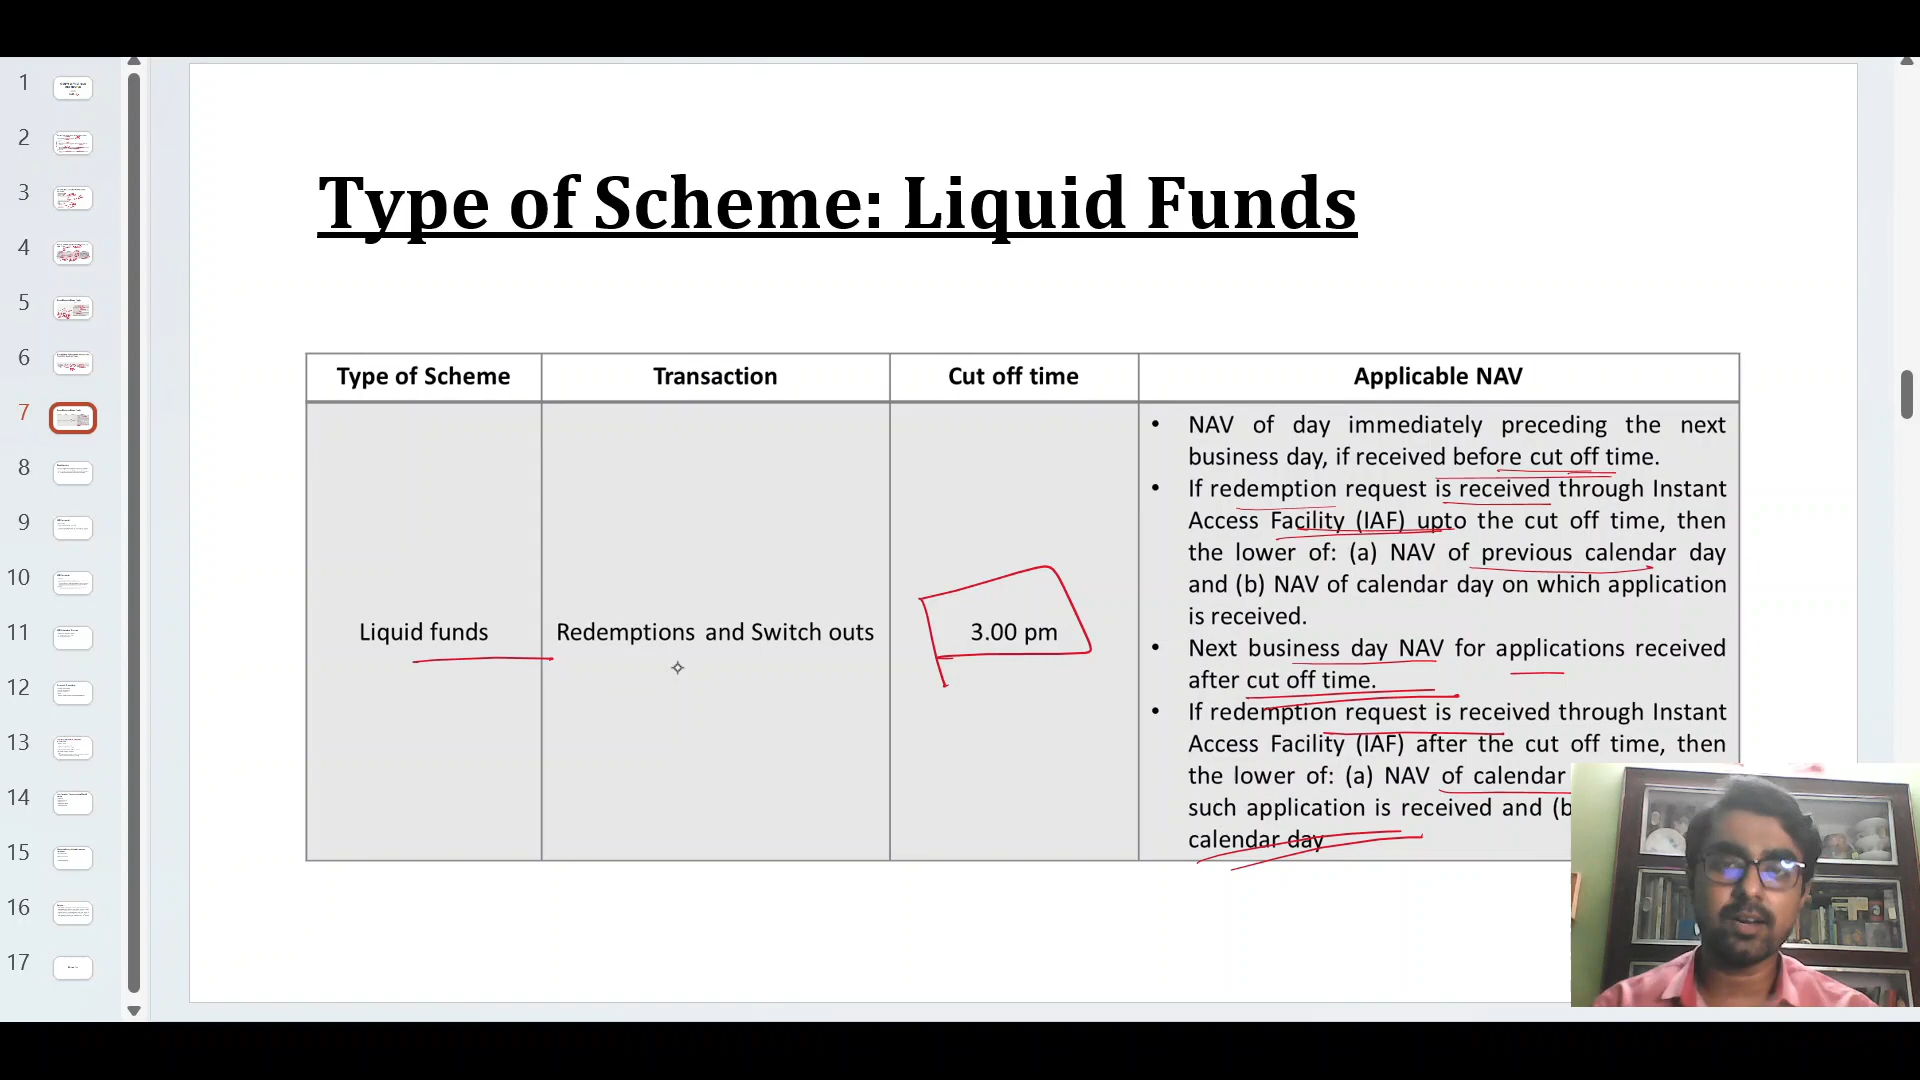 1
2
3
4
5
6
7
8
9
10
11
12
13
14
15
16
17
Type of Scheme: Liquid Funds
Type of Scheme
Transaction
Cut off time
Applicable NAV
Liquid funds
Redemptions and Switch outs
3.00 pm
• NAV of day immediately preceding the next
business day, if received before cut off time.
• If redemption request is received through Instant
Access Facility (IAF) upto the cut off time, then
the lower of: (a) NAV of previous calendar day
and (b) NAV of calendar day on which application
is received.
• Next business day NAV for applications received
after cut off time.
• If redemption request is received through Instant
Access Facility (IAF) after the cut off time, then
the lower of: (a) NAV of calendar
such application is received and (b
calendar day